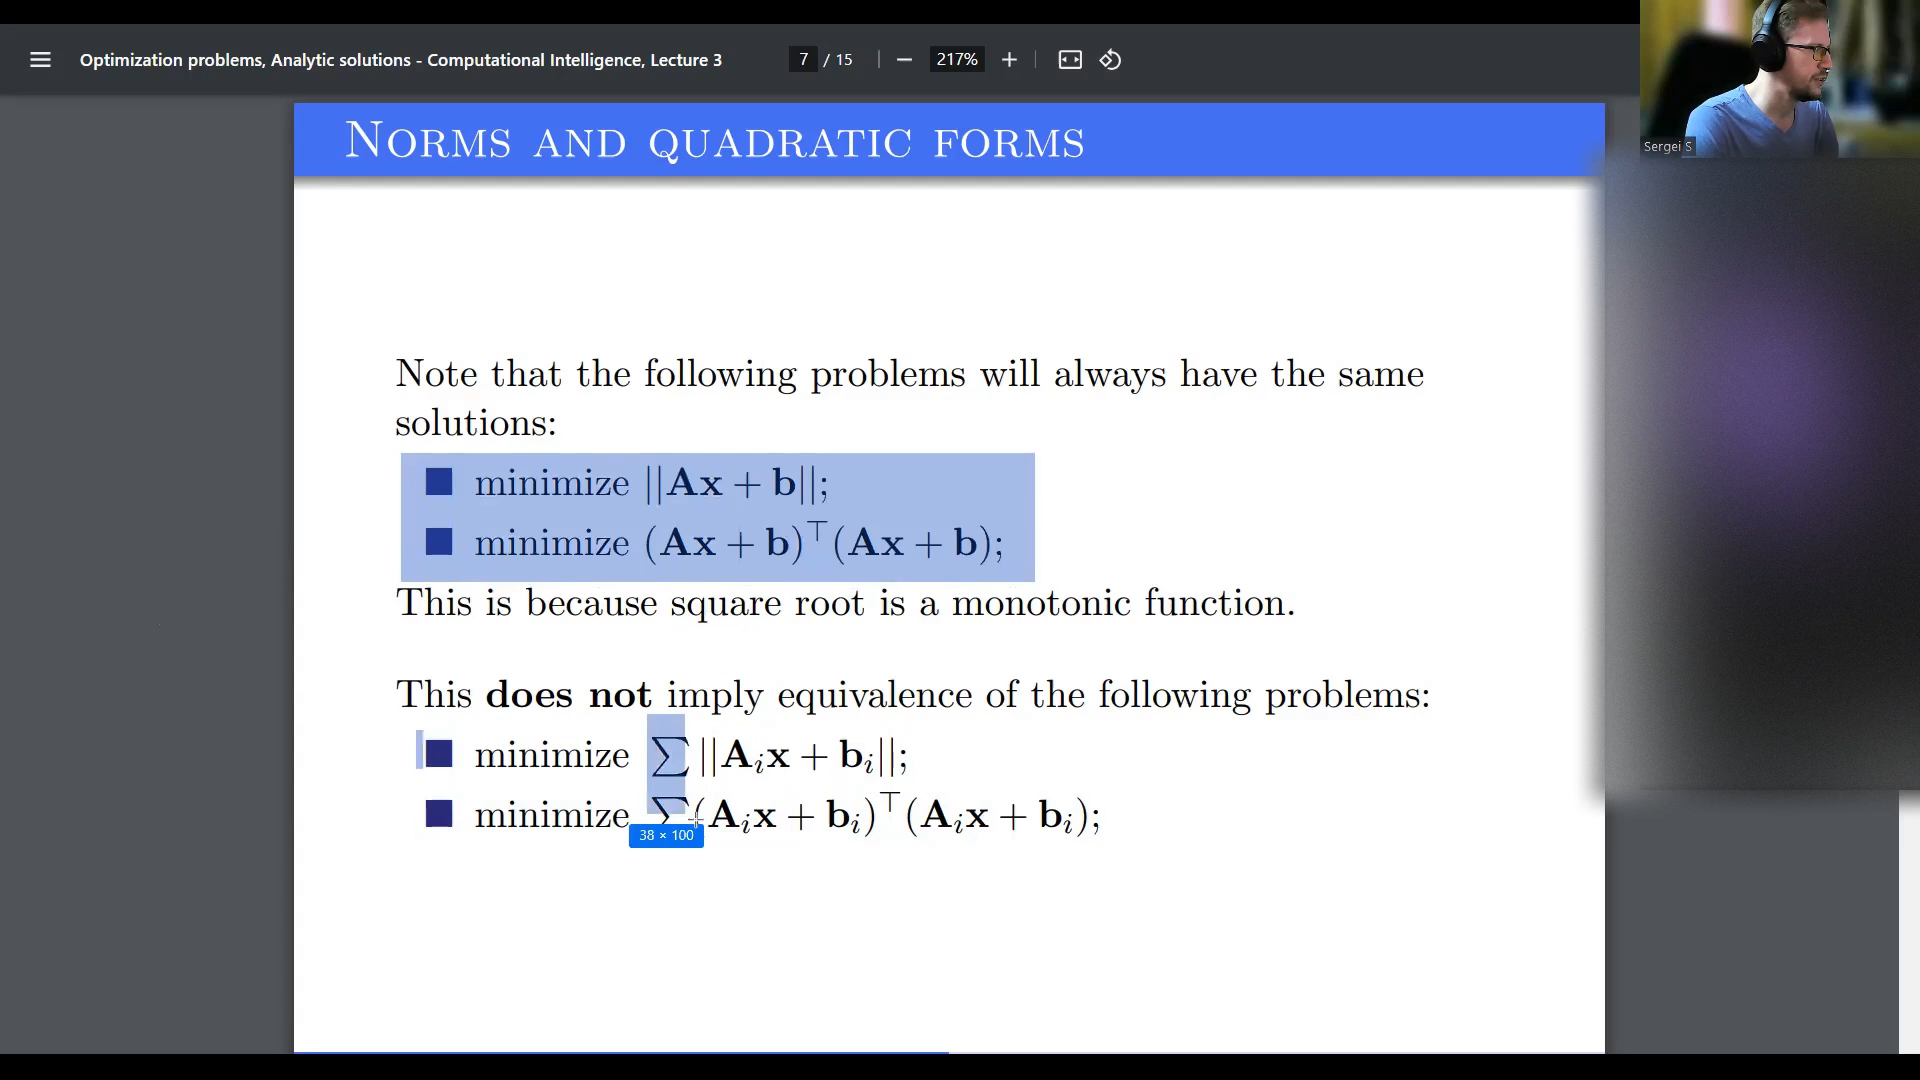 Optimization problems, Analytic solutions - Computational Intelligence, Lecture 3
7 / 15
217%
Sergei S
NORMS AND QUADRATIC FORMS
Note that the following problems will always have the same
solutions:
minimize ||Ax + b||;
minimize (Ax + b)⊤(Ax + b);
This is because square root is a monotonic function.
This does not imply equivalence of the following problems:
minimize ∑ ||Aᵢx + bᵢ||;
minimize ∑(Aᵢx + bᵢ)⊤(Aᵢx + bᵢ);
38 × 100